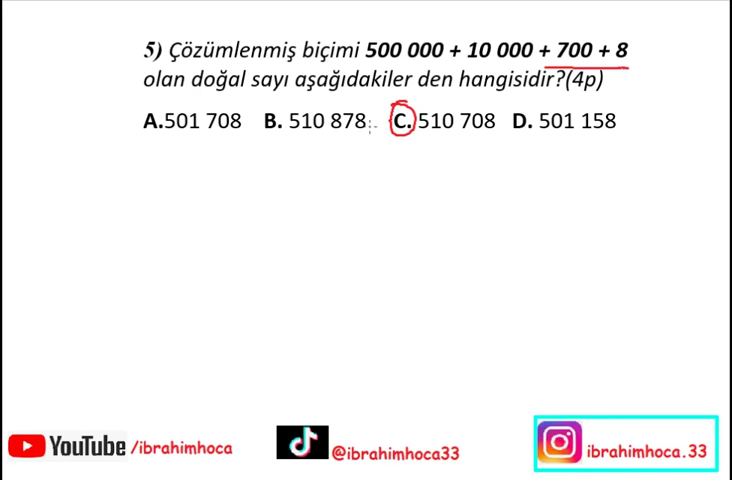 5) Çözümlenmiş biçimi 500 000 + 10 000 + 700 + 8
olan doğal sayı aşağıdakiler den hangisidir?(4p)
A.501 708 B. 510 878 C. 510 708 D. 501 158
YouTube /ibrahimhoca
@ibrahimhoca33
ibrahimhoca.33